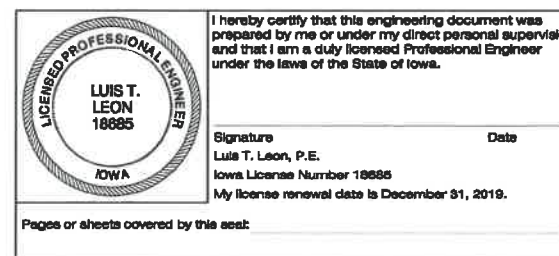 LICENSED PROFESSIONAL ENGINEER
LUIS T.
LEON
18685
IOWA
I hereby certify that this engineering document was
prepared by me or under my direct personal supervisi
and that I am a duly licensed Professional Engineer
under the laws of the State of Iowa.
Signature Date
Luis T. Leon, P.E.
Iowa License Number 18685
My license renewal date is December 31, 2019.
Pages or sheets covered by this seal: